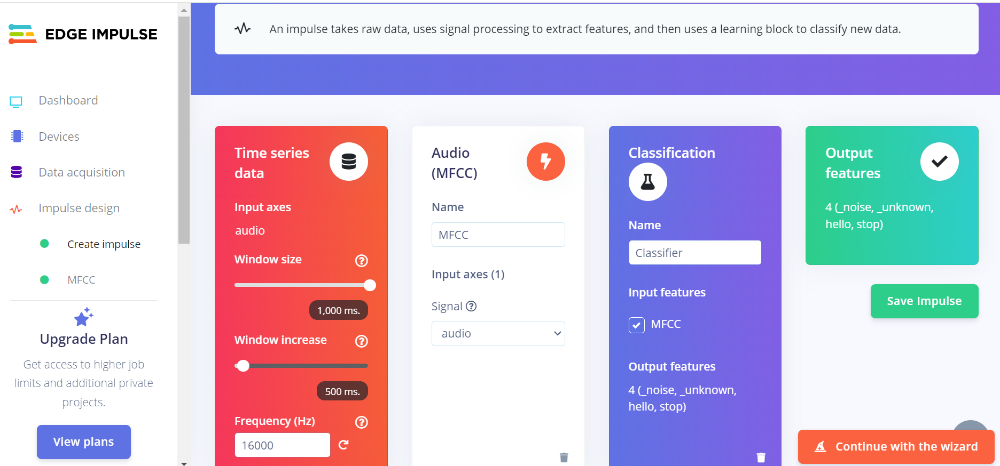 EDGE IMPULSE
Dashboard
Devices
Data acquisition
Impulse design
Create impulse
MFCC
Upgrade Plan
Get access to higher job
limits and additional private
projects.
View plans
An impulse takes raw data, uses signal processing to extract features, and then uses a learning block to classify new data.
Time series
data
Input axes
audio
Window size
1,000 ms.
Window increase
500 ms.
Frequency (Hz)
16000
Audio
(MFCC)
Name
MFCC
Input axes (1)
Signal
audio
Classification
Name
Classifier
Input features
MFCC
Output features
4 (_noise, _unknown,
hello, stop)
Output
features
4 (_noise, _unknown,
hello, stop)
Save Impulse
Continue with the wizard